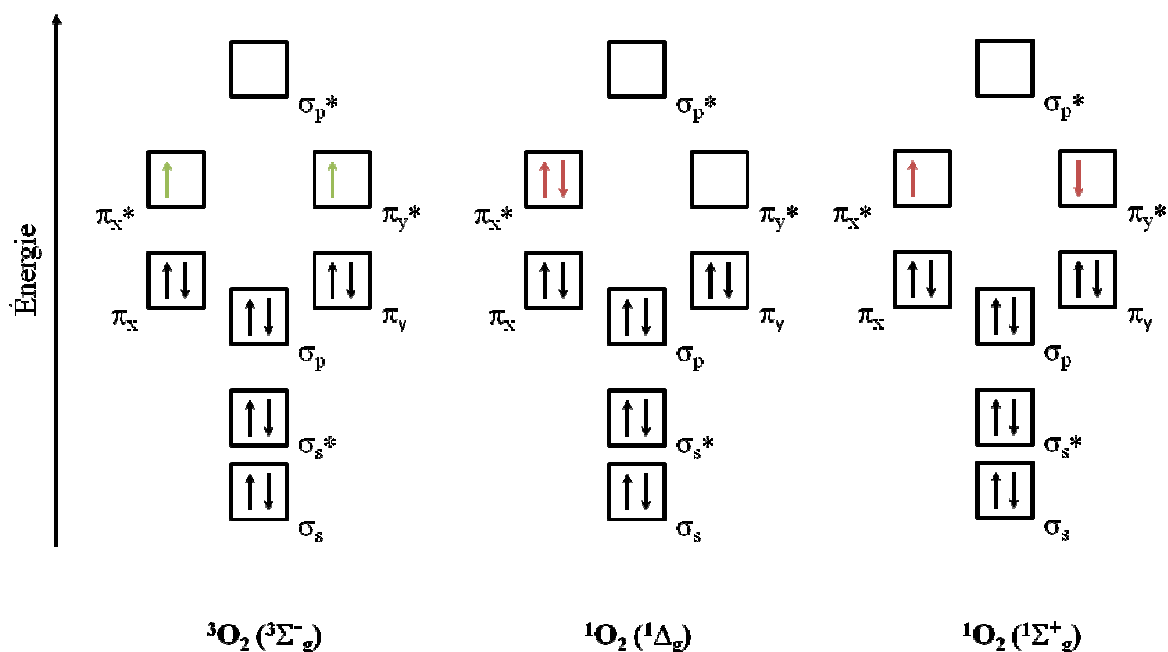 Énergie
σp* σp* σp*
πx* πy* πx* πy* πx* πy*
πx πy πx πy πx πy
σp σp σp
σs* σs* σs*
σs σs σs
³O₂ (³Σ⁻g) ¹O₂ (¹Δg) ¹O₂ (¹Σ⁺g)